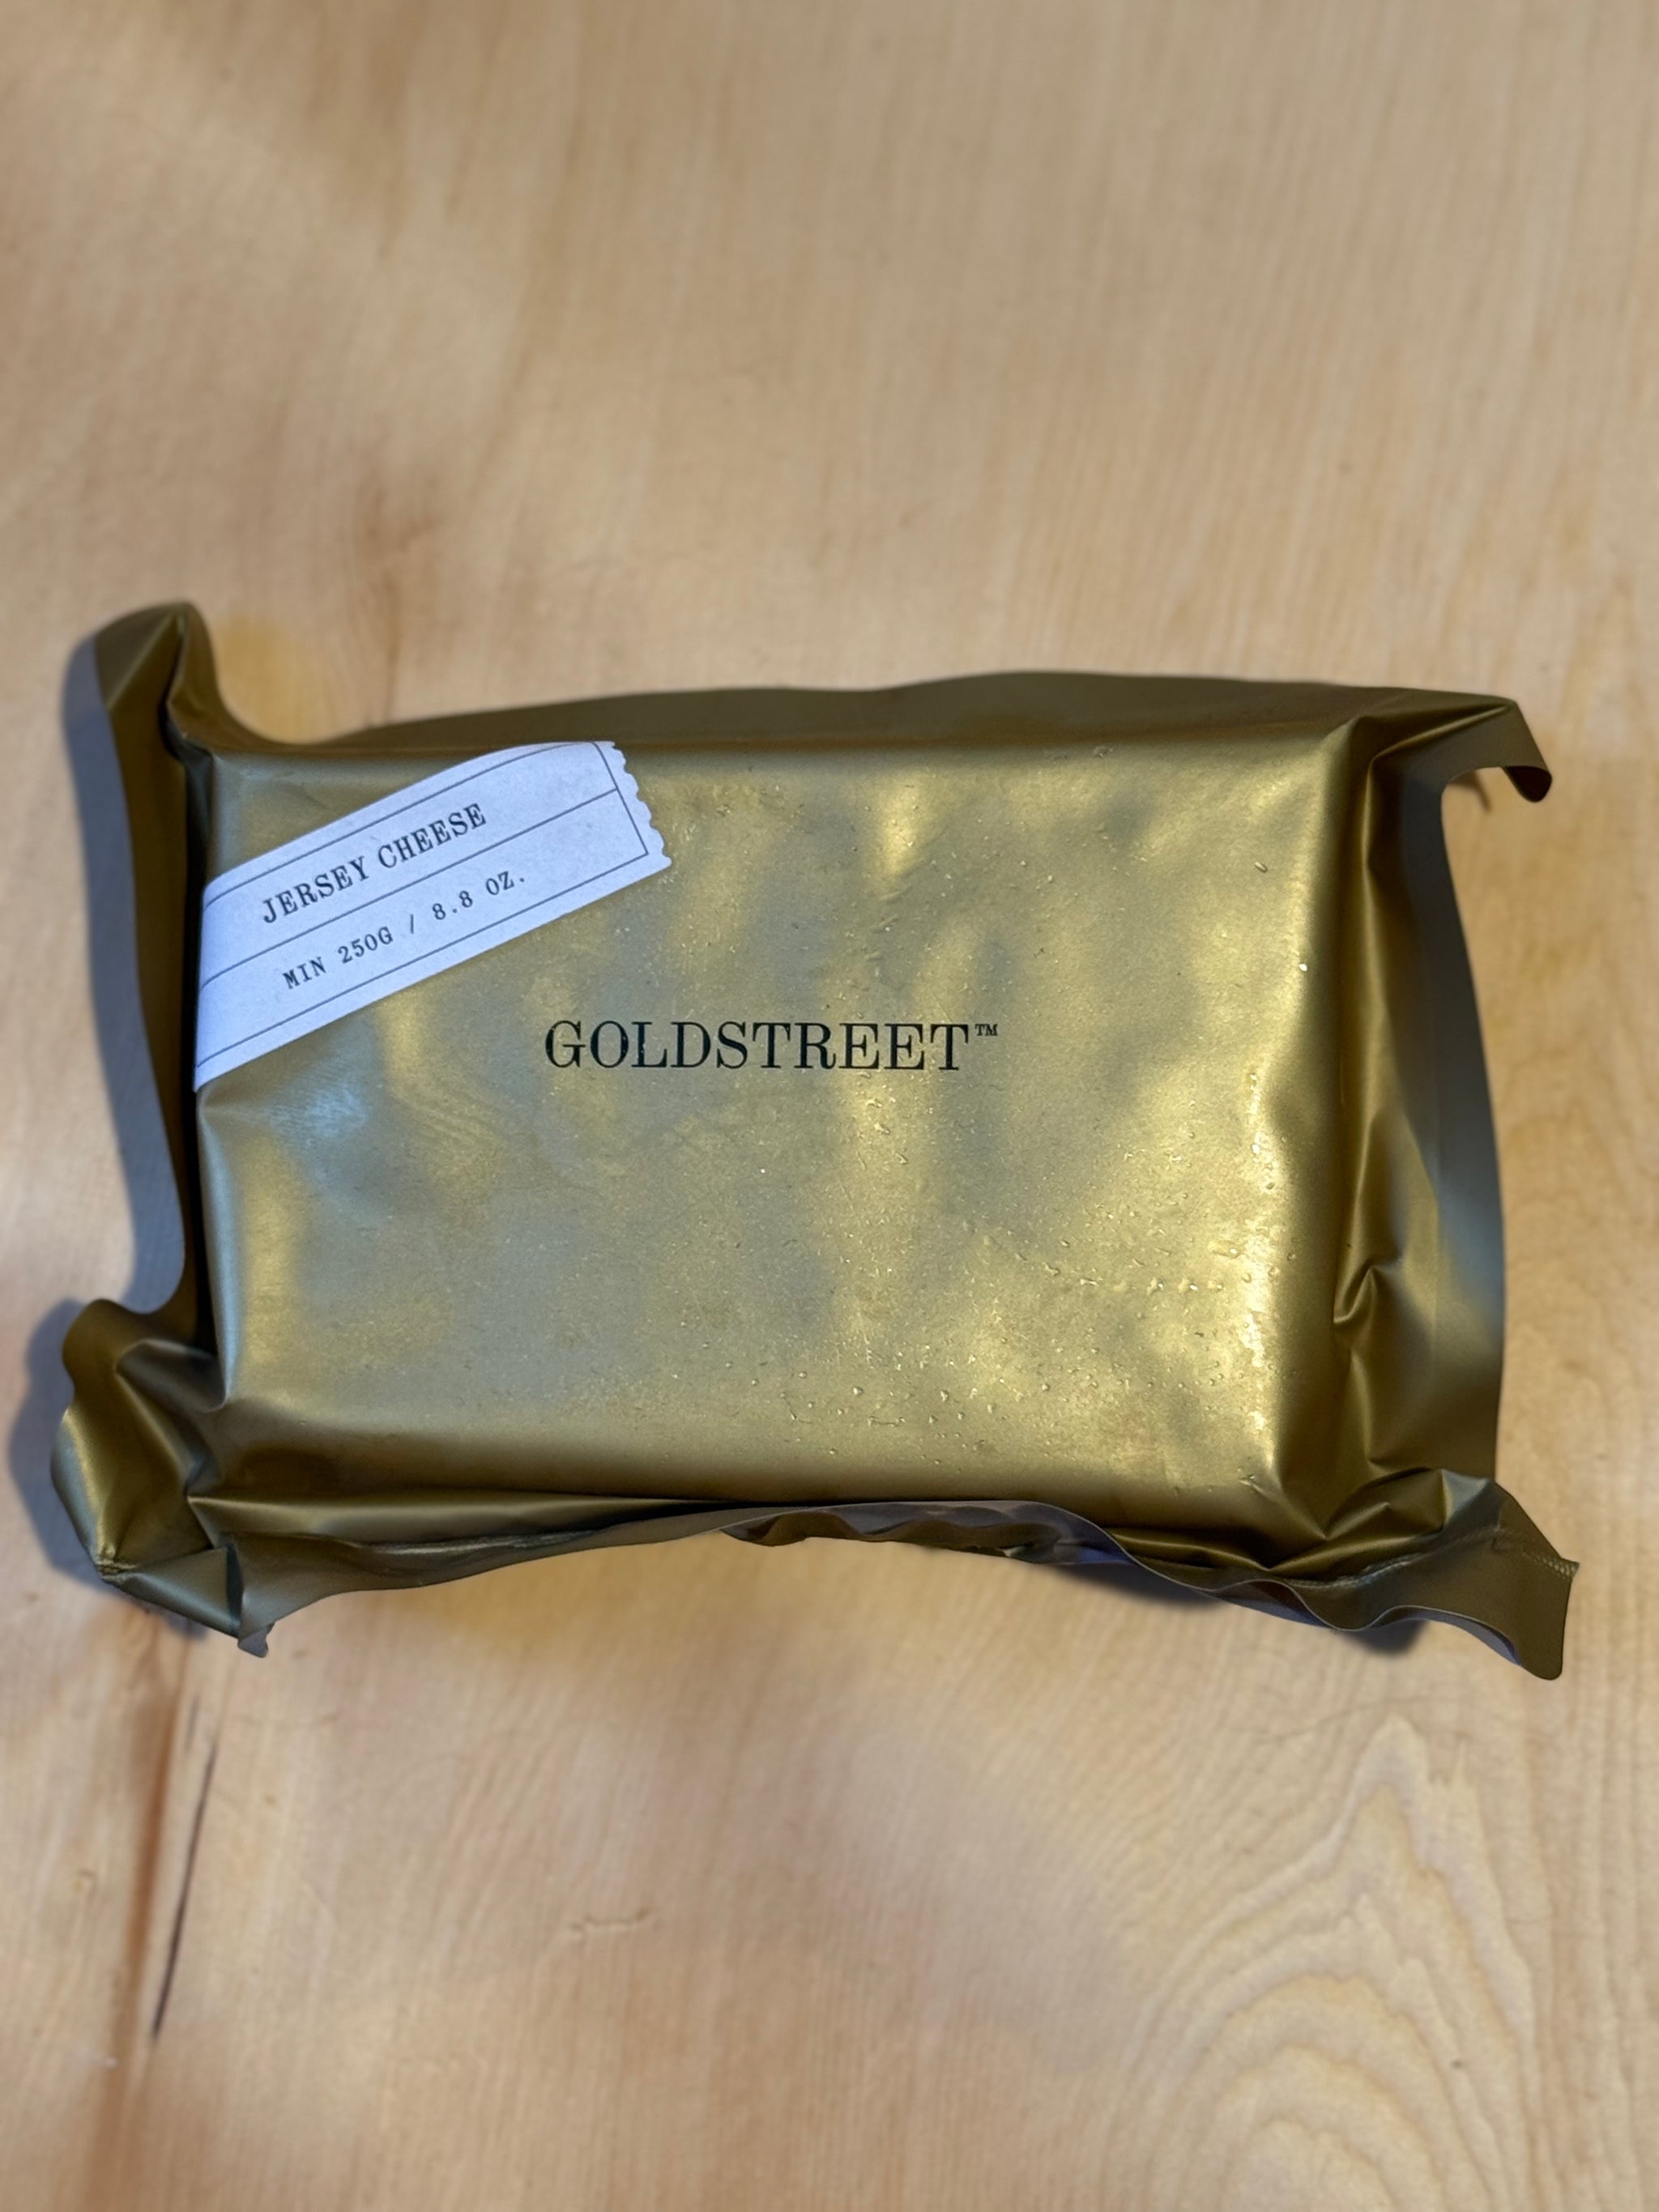 JERSEY CHEESE
MIN 250G / 8.8 OZ.
GOLDSTREET™